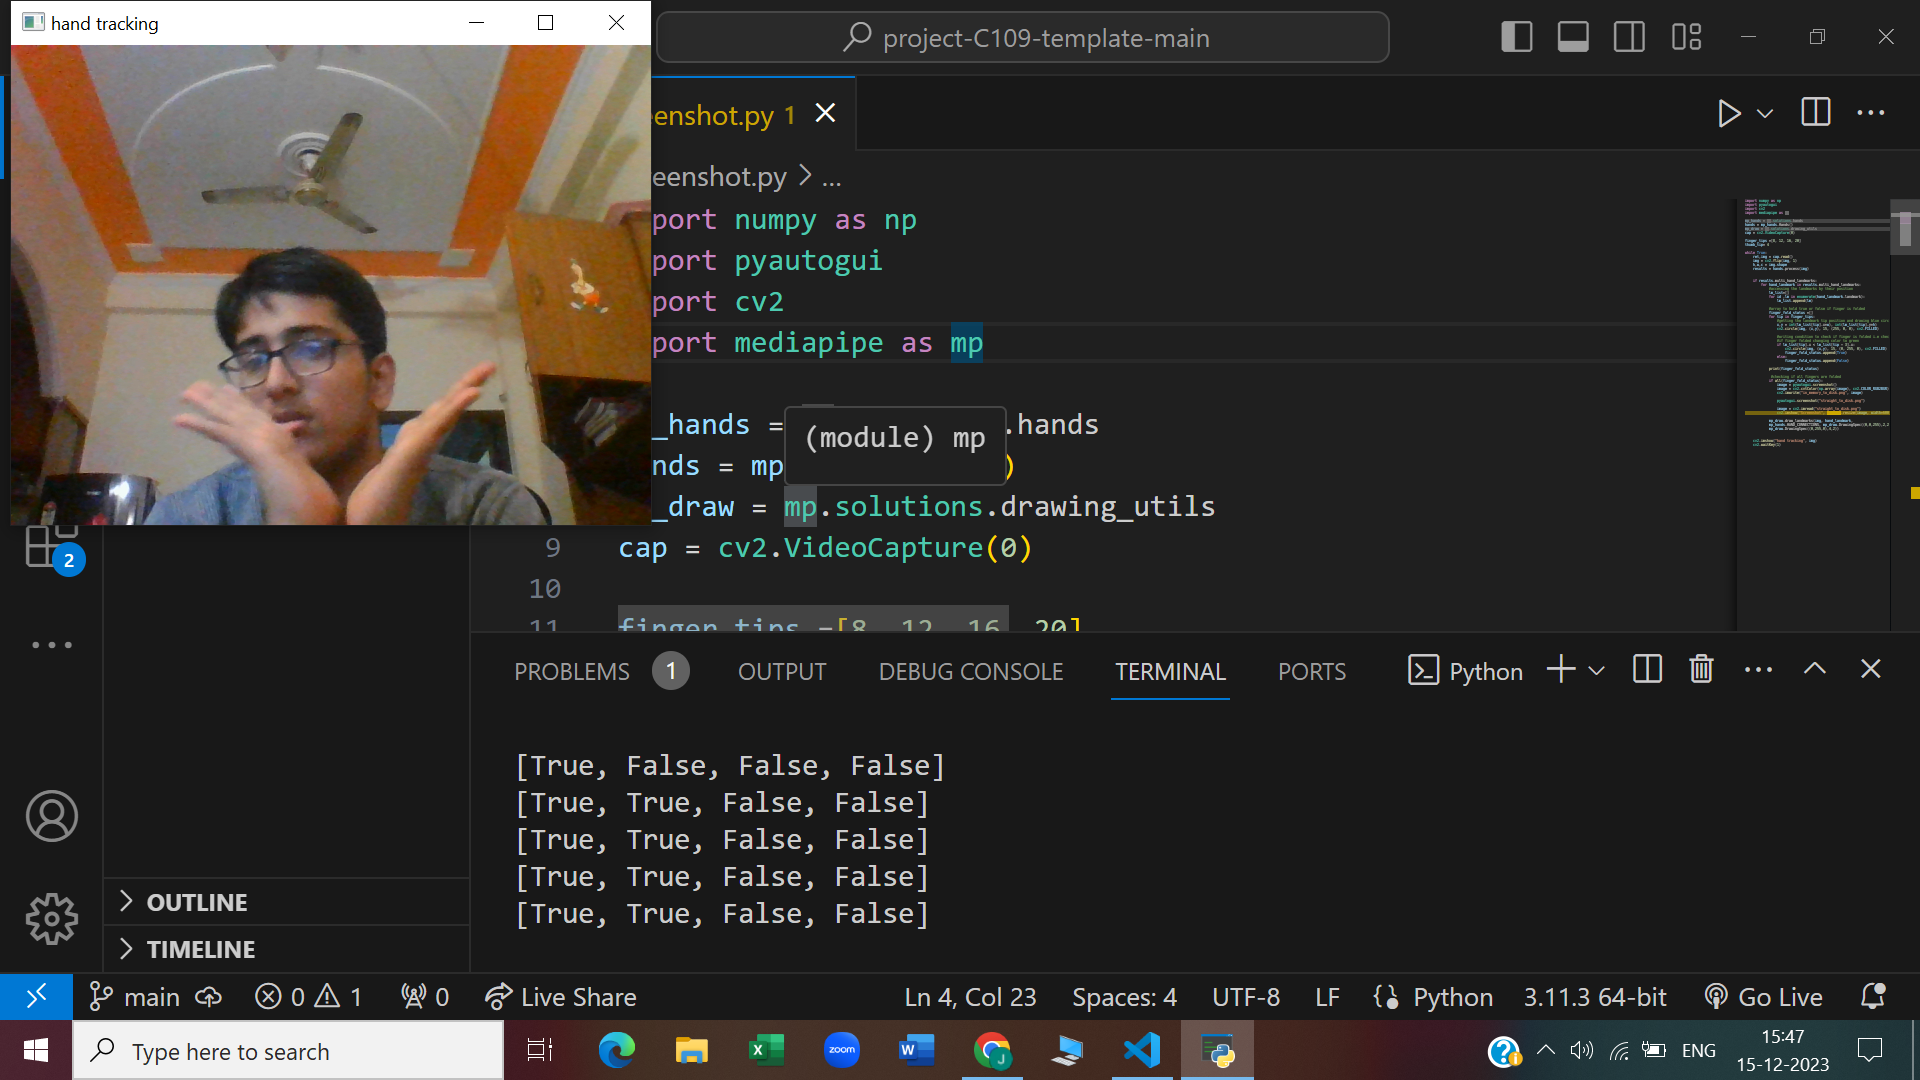 hand tracking
project-C109-template-main
eenshot.py 1
eenshot.py > ...
port numpy as np
port pyautogui
port cv2
port mediapipe as mp
_hands = .hands
(module) mp
nds = mp )
_draw = mp.solutions.drawing_utils
9 cap = cv2.VideoCapture(0)
10
11 finger_tips =[8, 12, 16, 20]
2
PROBLEMS 1 OUTPUT DEBUG CONSOLE TERMINAL PORTS Python
[True, False, False, False]
[True, True, False, False]
[True, True, False, False]
[True, True, False, False]
[True, True, False, False]
OUTLINE
TIMELINE
main 0 1 0 Live Share Ln 4, Col 23 Spaces: 4 UTF-8 LF Python 3.11.3 64-bit Go Live
Type here to search
zoom
ENG
15:47
15-12-2023